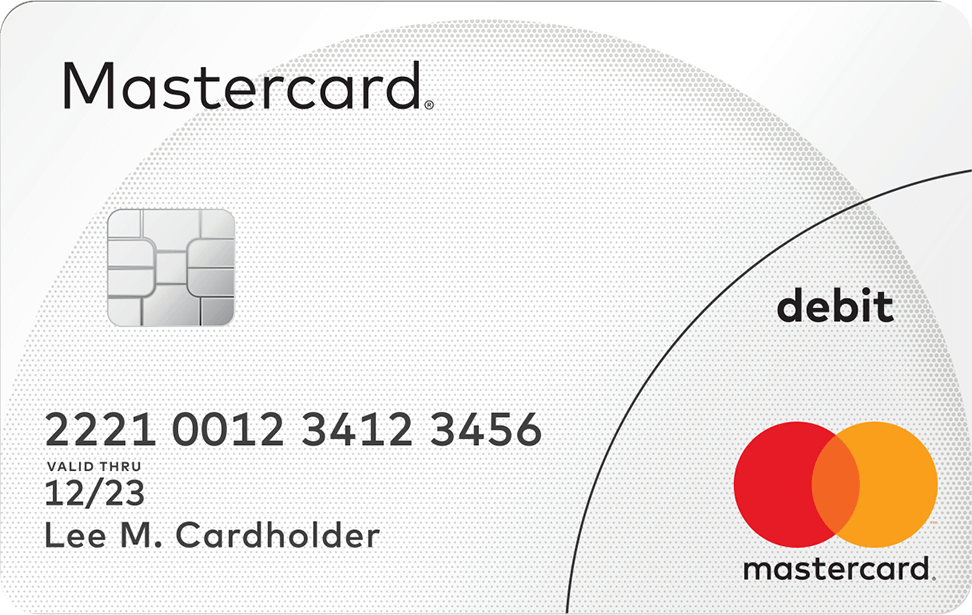 Mastercard®
debit
2221 0012 3412 3456
VALID THRU
12/23
Lee M. Cardholder
mastercard®